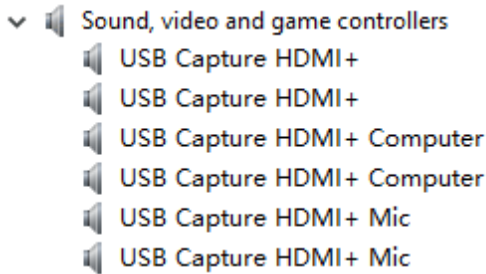 Sound, video and game controllers
USB Capture HDMI+
USB Capture HDMI+
USB Capture HDMI+ Computer
USB Capture HDMI+ Computer
USB Capture HDMI+ Mic
USB Capture HDMI+ Mic